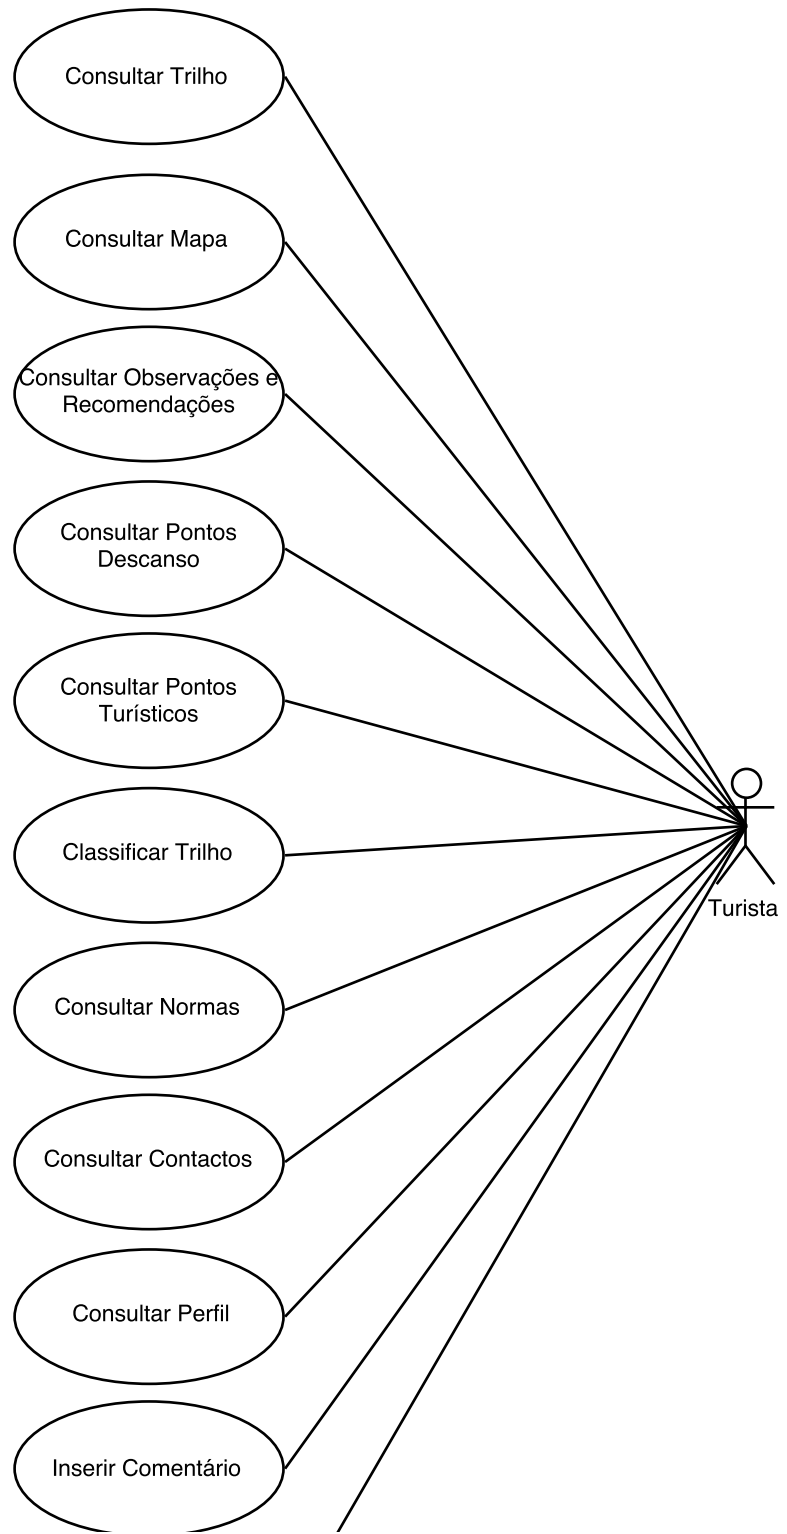 Consultar Trilho
Consultar Mapa
Consultar Observações e
Recomendações
Consultar Pontos
Descanso
Consultar Pontos
Turísticos
Classificar Trilho
Turista
Consultar Normas
Consultar Contactos
Consultar Perfil
Inserir Comentário